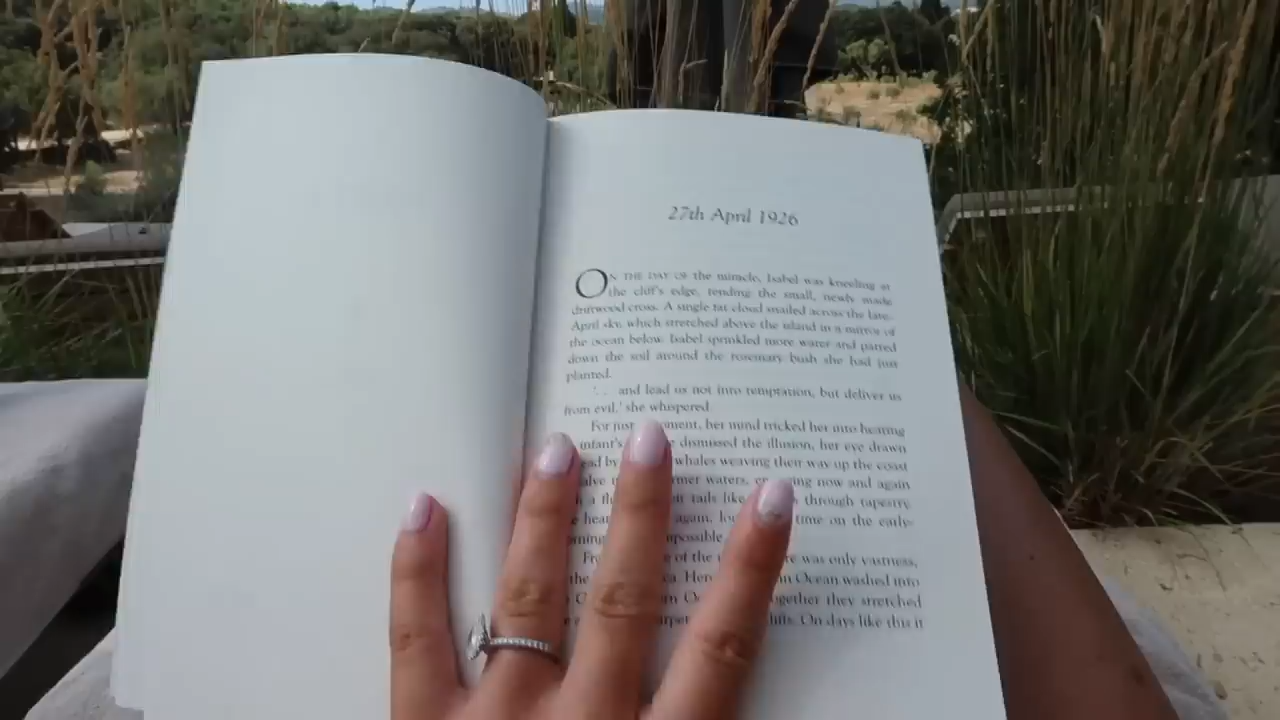 27th April 1926
ON THE DAY OF the miracle, Isabel was kneeling at
the cliff's edge, tending the small, newly made
driftwood cross. A single fat cloud snailed across the late-
April sky, which stretched above the island in a mirror of
the ocean below. Isabel sprinkled more water and patted
down the soil around the rosemary bush she had just
planted.
'. . . and lead us not into temptation, but deliver us
from evil,' she whispered.
For just ment, her mind tricked her into hearing
infant's dismissed the illusion, her eye drawn
by whales weaving their way up the coast
warmer waters, now and again
a tails like through tapestry
again, time on the early-
of the was only vastness,
the Ocean washed into
together they stretched
cliffs. On days like this it